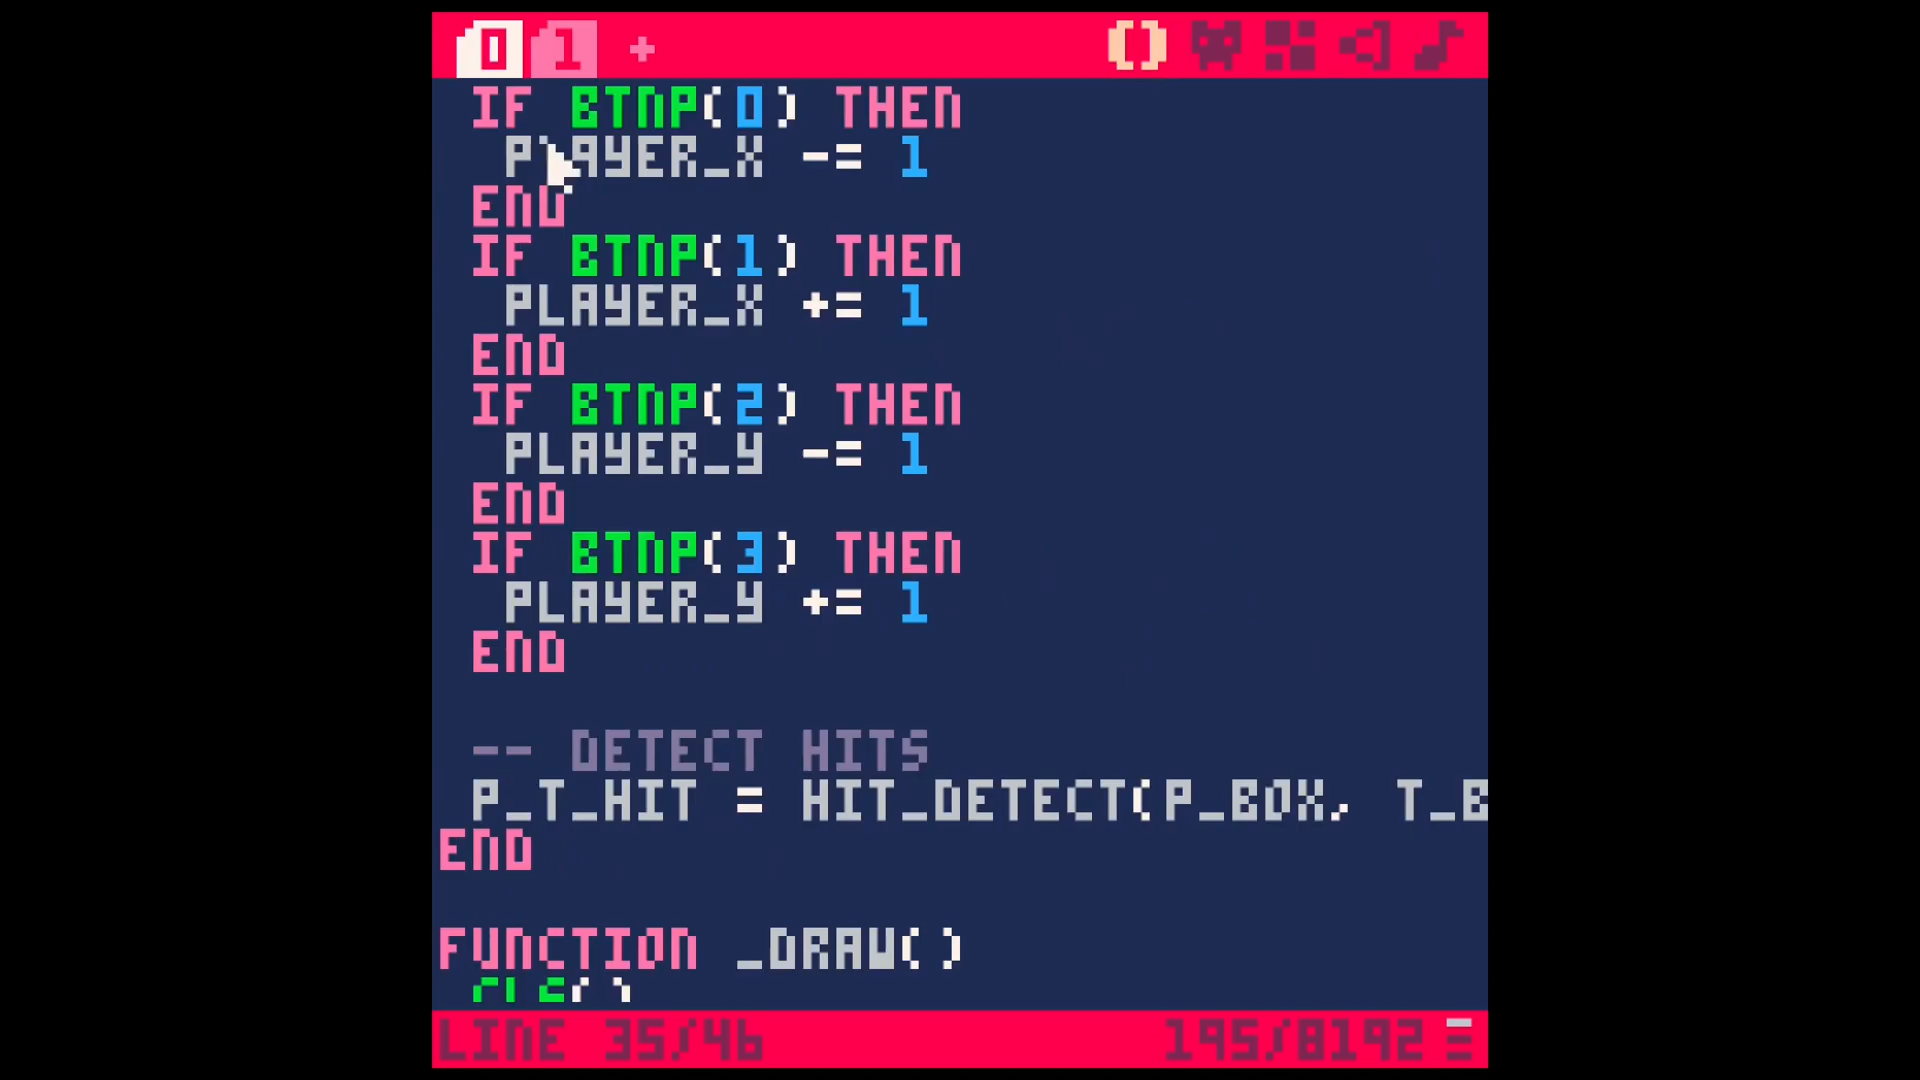 0 1 +
IF BTNP(0) THEN
PLAYER_X -= 1
END
IF BTNP(1) THEN
PLAYER_X += 1
END
IF BTNP(2) THEN
PLAYER_Y -= 1
END
IF BTNP(3) THEN
PLAYER_Y += 1
END
-- DETECT HITS
P_T_HIT = HIT_DETECT(P_BOX, T_B
END
FUNCTION _DRAW()
CLS()
LINE 35/46 195/8192